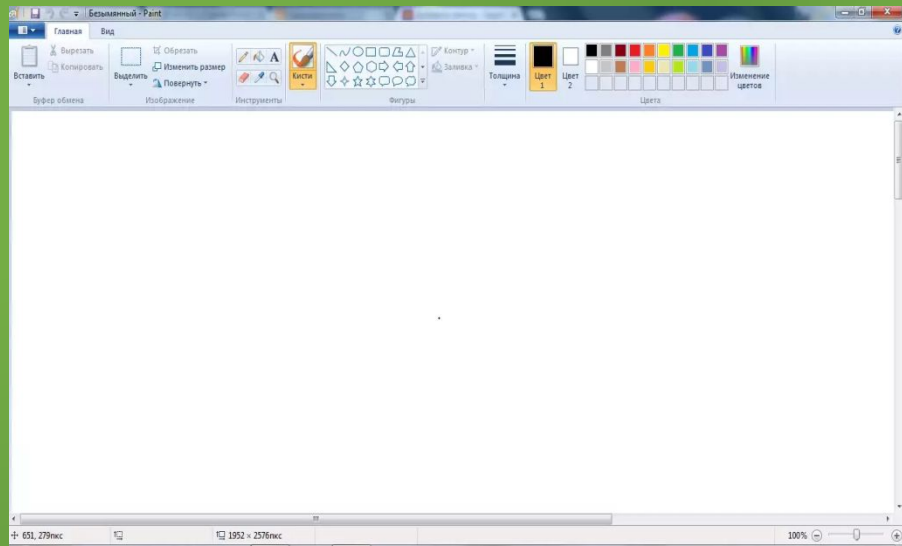 Безымянный - Paint
Главная Вид
Вставить
Вырезать
Копировать
Буфер обмена
Выделить
Обрезать
Изменить размер
Повернуть
Изображение
A
Инструменты
Кисти
Контур
Заливка
Фигуры
Толщина
Цвет 1
Цвет 2
Изменение цветов
Цвета
651, 279пкс
1952 × 2576пкс
100%